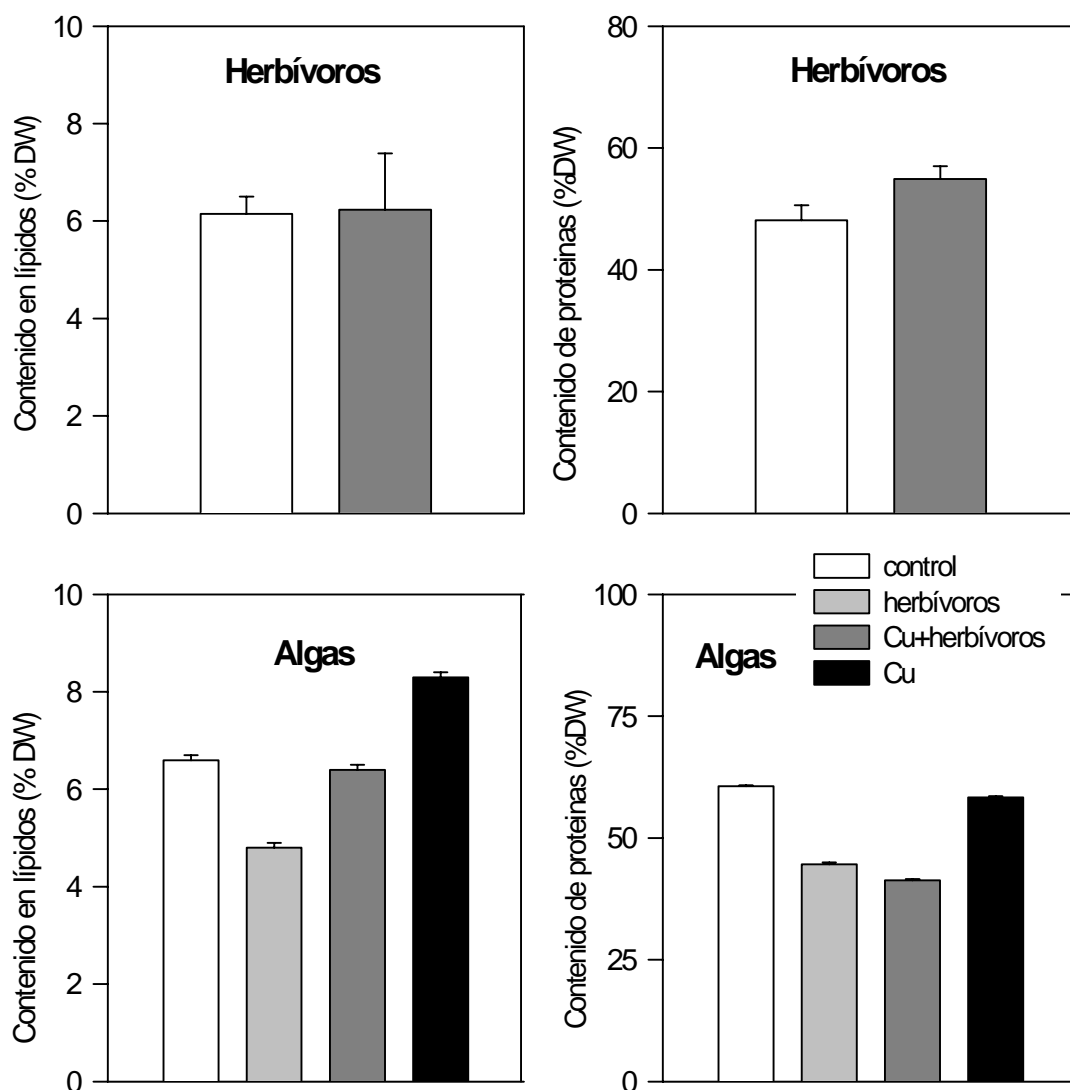 Herbívoros
Contenido en lípidos (% DW)
10
8
6
4
2
0
Herbívoros
Contenido de proteinas (%DW)
80
60
40
20
0
Algas
Contenido en lípidos (% DW)
10
8
6
4
2
0
Algas
Contenido de proteinas (%DW)
100
75
50
25
0
control
herbívoros
Cu+herbívoros
Cu